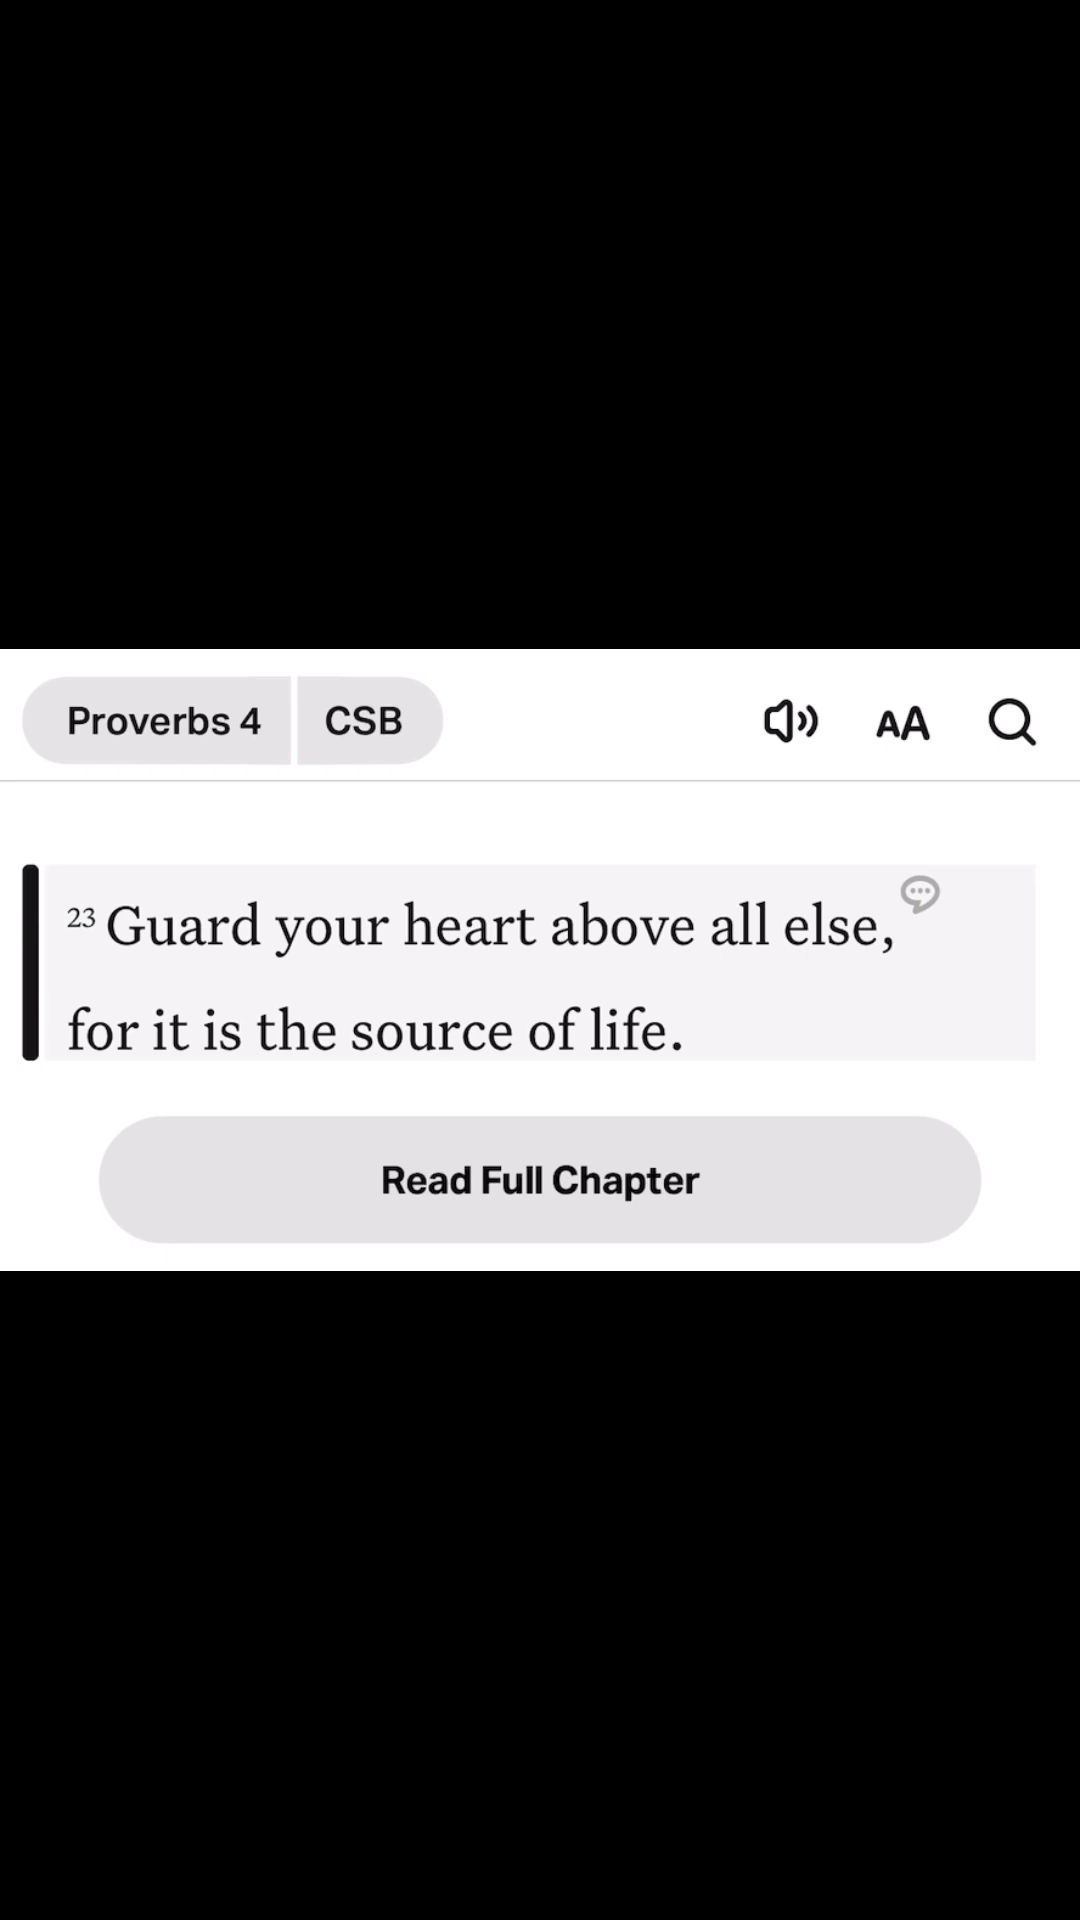 Proverbs 4 CSB AA
23 Guard your heart above all else,
for it is the source of life.
Read Full Chapter